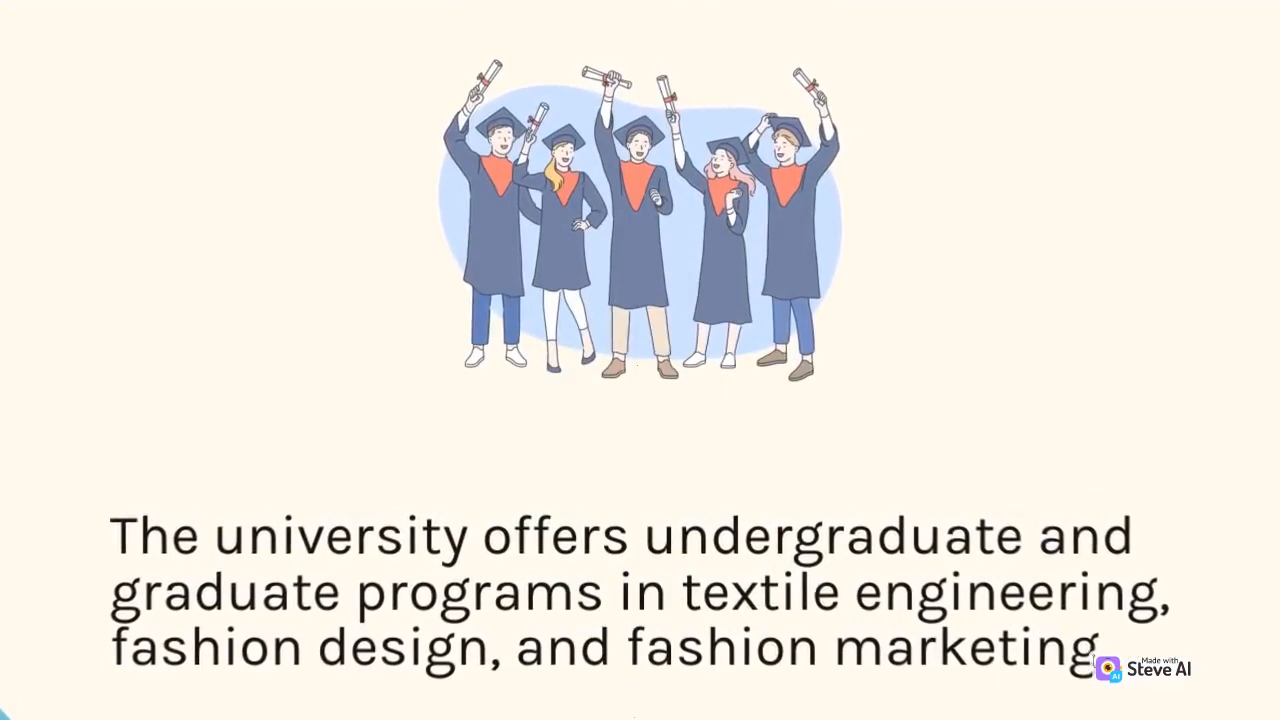 The university offers undergraduate and
graduate programs in textile engineering,
fashion design, and fashion marketing
Made with
Steve AI
AI